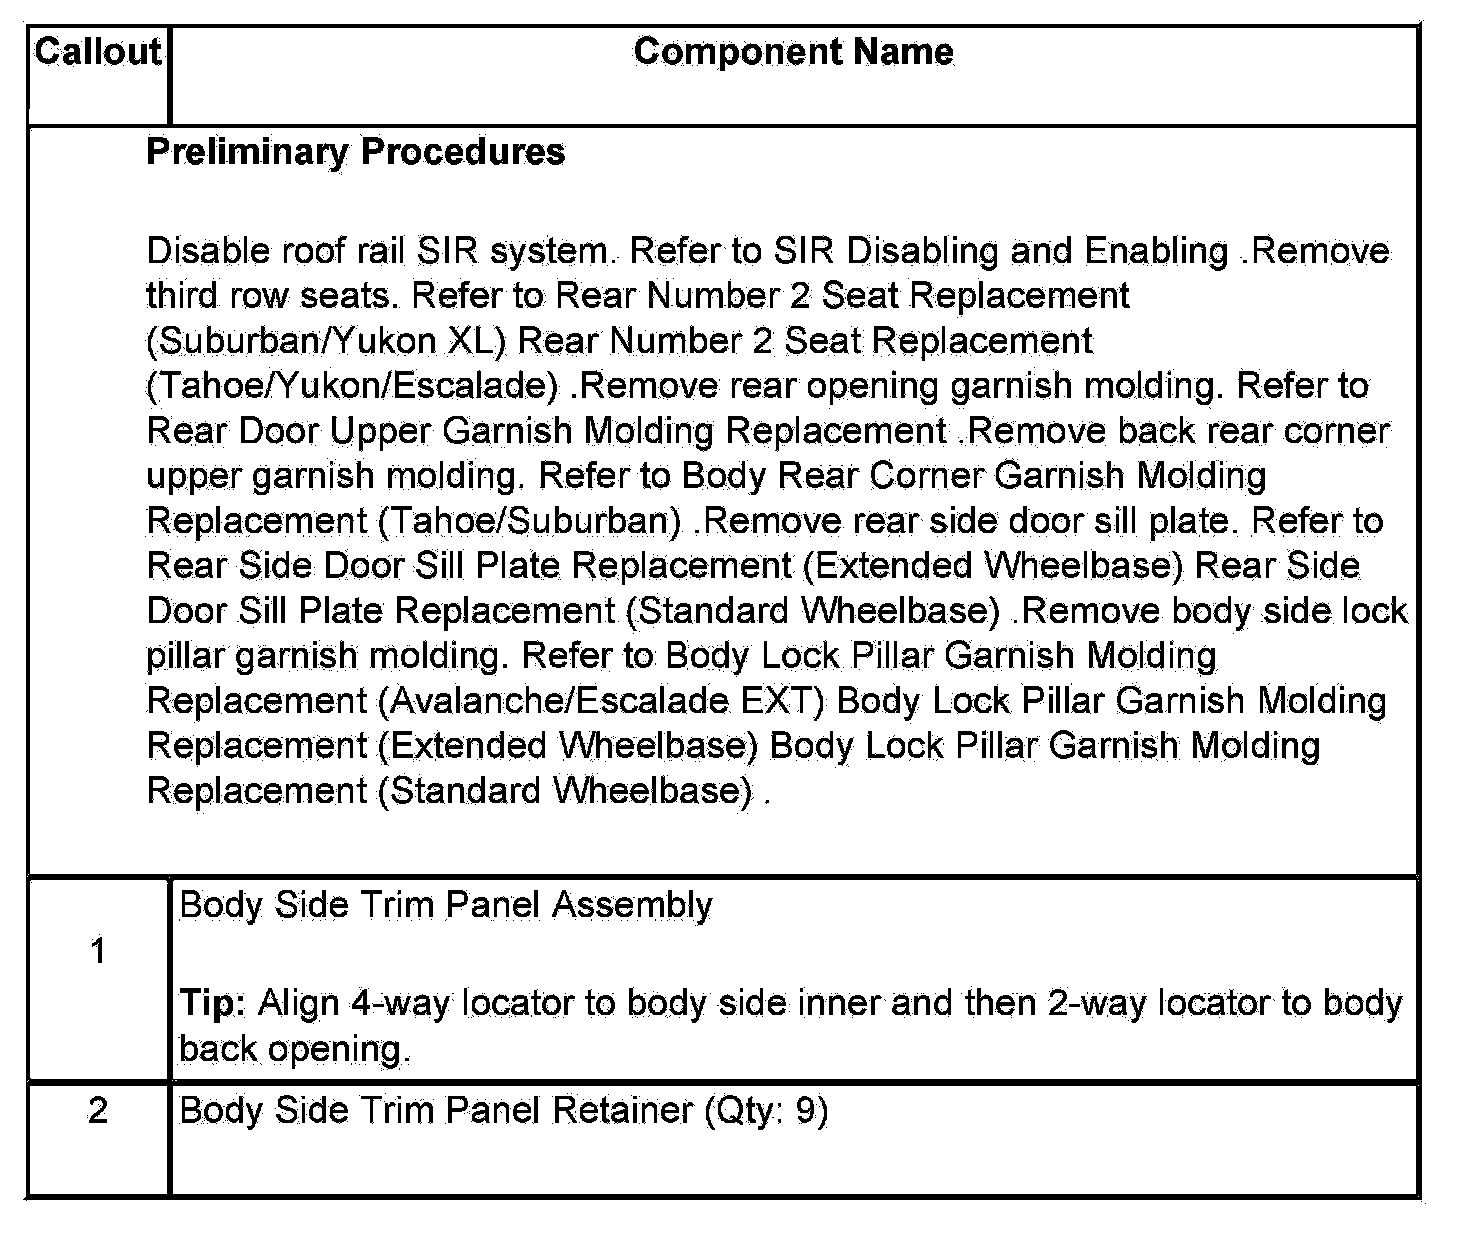 Callout Component Name
Preliminary Procedures
Disable roof rail SIR system. Refer to SIR Disabling and Enabling .Remove
third row seats. Refer to Rear Number 2 Seat Replacement
(Suburban/Yukon XL) Rear Number 2 Seat Replacement
(Tahoe/Yukon/Escalade) .Remove rear opening garnish molding. Refer to
Rear Door Upper Garnish Molding Replacement .Remove back rear corner
upper garnish molding. Refer to Body Rear Corner Garnish Molding
Replacement (Tahoe/Suburban) .Remove rear side door sill plate. Refer to
Rear Side Door Sill Plate Replacement (Extended Wheelbase) Rear Side
Door Sill Plate Replacement (Standard Wheelbase) .Remove body side lock
pillar garnish molding. Refer to Body Lock Pillar Garnish Molding
Replacement (Avalanche/Escalade EXT) Body Lock Pillar Garnish Molding
Replacement (Extended Wheelbase) Body Lock Pillar Garnish Molding
Replacement (Standard Wheelbase) .
Body Side Trim Panel Assembly
1
Tip: Align 4-way locator to body side inner and then 2-way locator to body
back opening.
2 Body Side Trim Panel Retainer (Qty: 9)